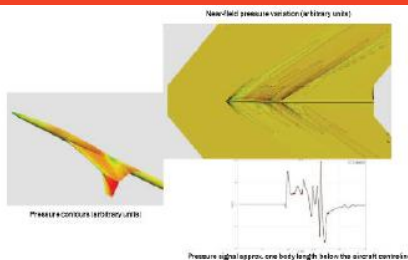 Near-field pressure variation (arbitrary units)
Pressure contours (arbitrary units)
Pressure signal approx. one body length below the aircraft centerline